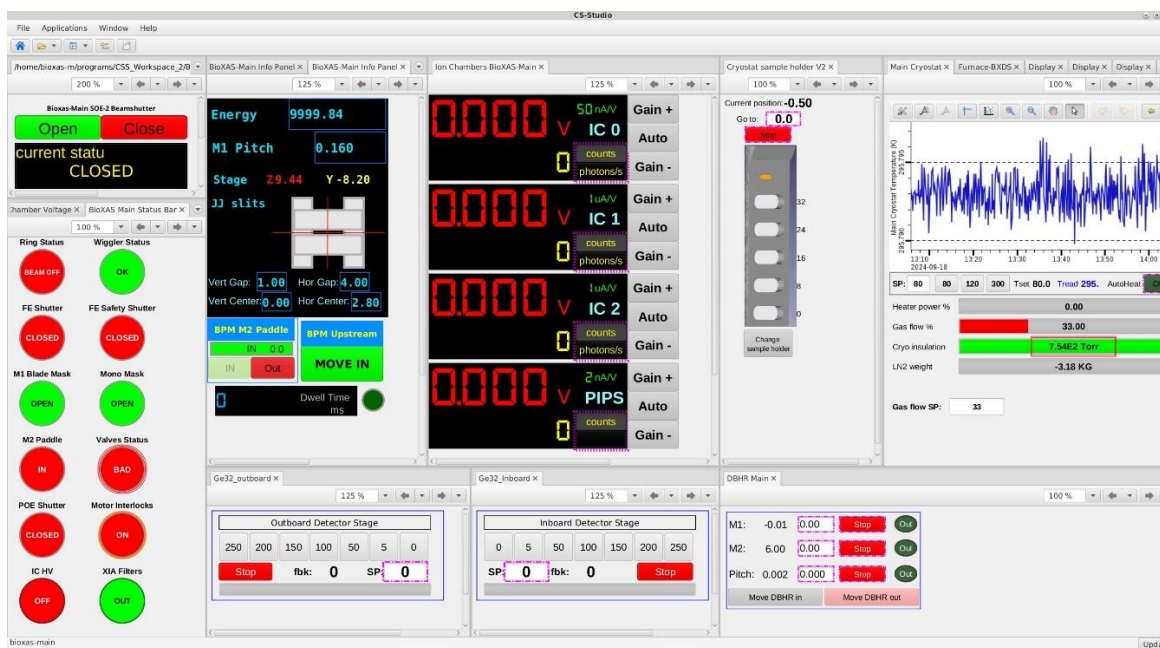 CS-Studio
File Applications Window Help
/home/bioxas-m/programs/CSS_Workspace_2/B
200 %
Bioxas-Main SOE-2 Beamshutter
Open Close
current statu
CLOSED
Chamber Voltage × BioXAS Main Status Bar ×
100 %
Ring Status Wiggler Status
BEAM OFF OK
FE Shutter FE Safety Shutter
CLOSED CLOSED
M1 Blade Mask Mono Mask
OPEN OPEN
M2 Paddle Valves Status
IN BAD
POE Shutter Motor Interlocks
CLOSED ON
IC HV XIA Filters
OFF OUT
bioxas-main
BioXAS-Main Info Panel × BioXAS-Main Info Panel ×
125 %
Energy 9999.84
M1 Pitch 0.160
Stage Z9.44 Y-8.20
JJ slits
Vert Gap: 1.00 Hor Gap: 4.00
Vert Center: 0.00 Hor Center: 2.80
BPM M2 Paddle BPM Upstream
IN 0.0
IN Out MOVE IN
0 Dwell Time
ms
Ion Chambers BioXAS-Main ×
125 %
0.000 V 50 nA/V IC 0
0 counts
photons/s
Gain +
Auto
Gain -
0.000 V 1 uA/V IC 1
0 counts
photons/s
Gain +
Auto
Gain -
0.000 V 1 uA/V IC 2
0 counts
photons/s
Gain +
Auto
Gain -
0.000 V 2 nA/V PIPS
0 counts
Gain +
Auto
Gain -
Cryostat sample holder V2 ×
100 %
Current position:-0.50
Go to: 0.0
Stop
32
24
16
8
0
Change
sample holder
Main Cryostat × Furnace-BXDS × Display × Display × Display ×
100 %
Main Cryostat Temperature (K)
295.795
295.790
13:10 13:20 13:30 13:40 13:50 14:00
2024-09-18
SP: 80 80 120 300 Tset 80.0 Tread 295. AutoHeat
Heater power % 0.00
Gas flow % 33.00
Cryo insulation 7.54E2 Torr
LN2 weight -3.18 KG
Gas flow SP: 33
Ge32_outboard ×
125 %
Outboard Detector Stage
250 200 150 100 50 5 0
Stop fbk: 0 SP: 0
Ge32_Inboard ×
125 %
Inboard Detector Stage
0 5 50 100 150 200 250
SP: 0 fbk: 0 Stop
DBHR Main ×
100 %
M1: -0.01 0.00 Stop Out
M2: 6.00 0.00 Stop Out
Pitch: 0.002 0.000 Stop Out
Move DBHR in Move DBHR out
Upda